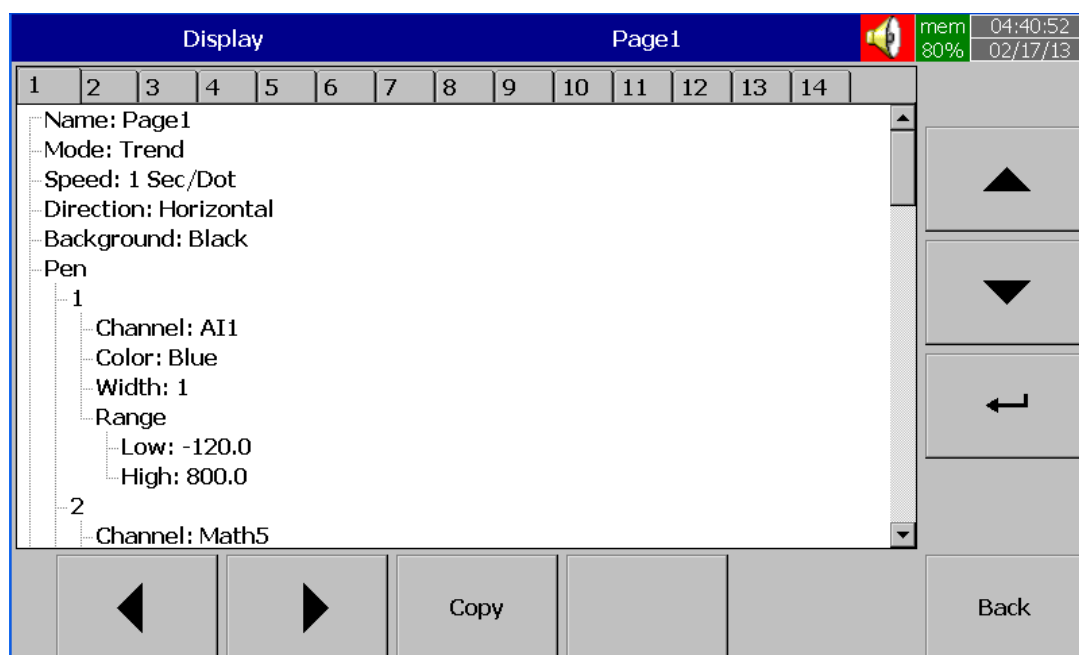 Display Page1 mem 04:40:52
80% 02/17/13
1 2 3 4 5 6 7 8 9 10 11 12 13 14
Name: Page1
Mode: Trend
Speed: 1 Sec/Dot
Direction: Horizontal
Background: Black
Pen
1
Channel: AI1
Color: Blue
Width: 1
Range
Low: -120.0
High: 800.0
2
Channel: Math5
Copy Back